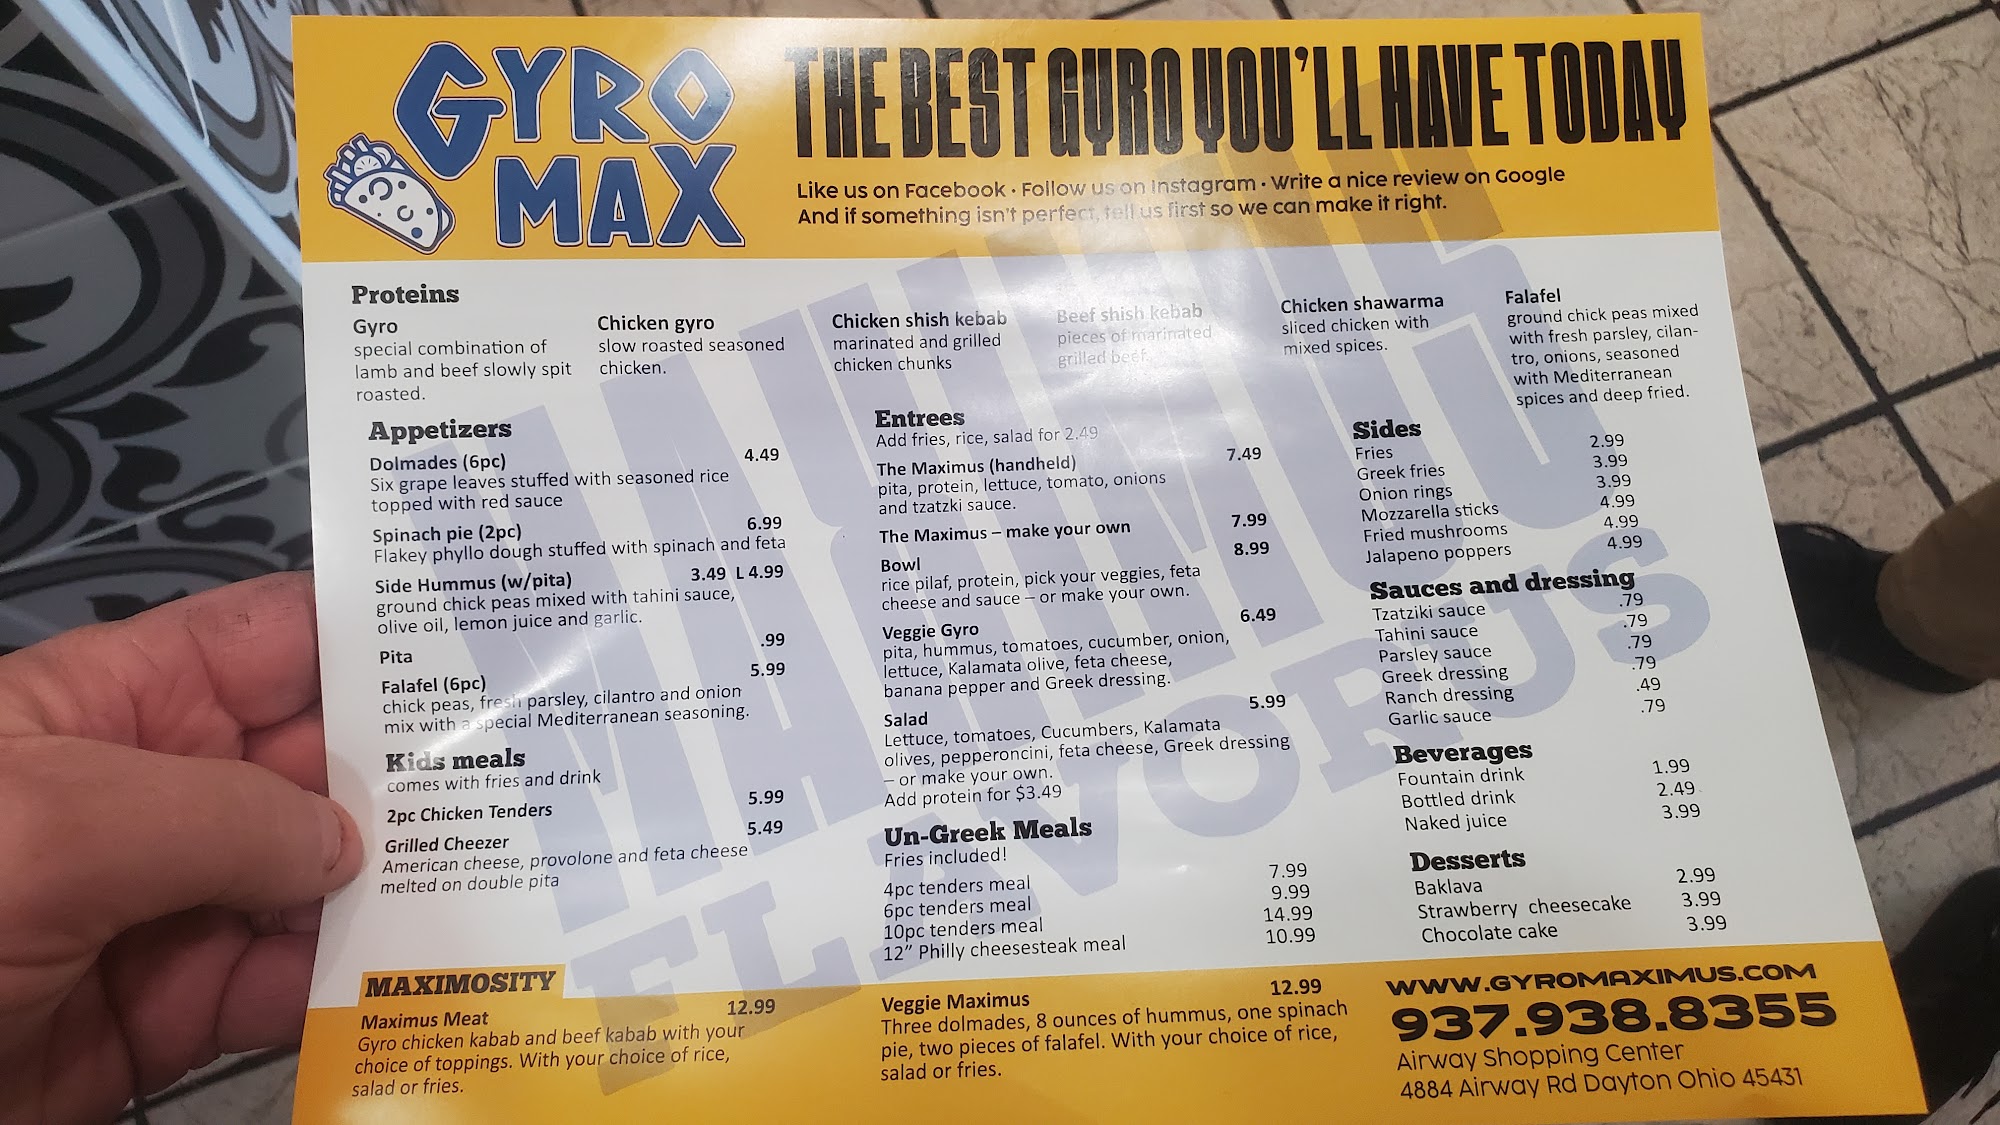 GYRO
MAX
THE BEST GYRO YOU'LL HAVE TODAY
Like us on Facebook • Follow us on Instagram • Write a nice review on Google
And if something isn't perfect, tell us first so we can make it right.
MAXIMUS
MAXIMUS
FLAVORUS
Proteins
Gyro
special combination of
lamb and beef slowly spit
roasted.
Chicken gyro
slow roasted seasoned
chicken.
Chicken shish kebab
marinated and grilled
chicken chunks
Beef shish kebab
pieces of marinated
grilled beef.
Chicken shawarma
sliced chicken with
mixed spices.
Falafel
ground chick peas mixed
with fresh parsley, cilan-
tro, onions, seasoned
with Mediterranean
spices and deep fried.
Appetizers
Dolmades (6pc) 4.49
Six grape leaves stuffed with seasoned rice
topped with red sauce
Spinach pie (2pc) 6.99
Flakey phyllo dough stuffed with spinach and feta
Side Hummus (w/pita) 3.49 L 4.99
ground chick peas mixed with tahini sauce,
olive oil, lemon juice and garlic.
Pita .99
Falafel (6pc) 5.99
chick peas, fresh parsley, cilantro and onion
mix with a special Mediterranean seasoning.
Kids meals
comes with fries and drink
2pc Chicken Tenders 5.99
Grilled Cheezer 5.49
American cheese, provolone and feta cheese
melted on double pita
Entrees
Add fries, rice, salad for 2.49
The Maximus (handheld) 7.49
pita, protein, lettuce, tomato, onions
and tzatzki sauce.
The Maximus – make your own 7.99
Bowl 8.99
rice pilaf, protein, pick your veggies, feta
cheese and sauce – or make your own.
Veggie Gyro 6.49
pita, hummus, tomatoes, cucumber, onion,
lettuce, Kalamata olive, feta cheese,
banana pepper and Greek dressing.
Salad 5.99
Lettuce, tomatoes, Cucumbers, Kalamata
olives, pepperoncini, feta cheese, Greek dressing
– or make your own.
Add protein for $3.49
Un-Greek Meals
Fries included!
4pc tenders meal 7.99
6pc tenders meal 9.99
10pc tenders meal 14.99
12" Philly cheesesteak meal 10.99
Sides
Fries 2.99
Greek fries 3.99
Onion rings 3.99
Mozzarella sticks 4.99
Fried mushrooms 4.99
Jalapeno poppers 4.99
Sauces and dressing
Tzatziki sauce .79
Tahini sauce .79
Parsley sauce .79
Greek dressing .79
Ranch dressing .49
Garlic sauce .79
Beverages
Fountain drink 1.99
Bottled drink 2.49
Naked juice 3.99
Desserts
Baklava 2.99
Strawberry cheesecake 3.99
Chocolate cake 3.99
MAXIMOSITY
Maximus Meat 12.99
Gyro chicken kabab and beef kabab with your
choice of toppings. With your choice of rice,
salad or fries.
Veggie Maximus 12.99
Three dolmades, 8 ounces of hummus, one spinach
pie, two pieces of falafel. With your choice of rice,
salad or fries.
WWW.GYROMAXIMUS.COM
937.938.8355
Airway Shopping Center
4884 Airway Rd Dayton Ohio 45431